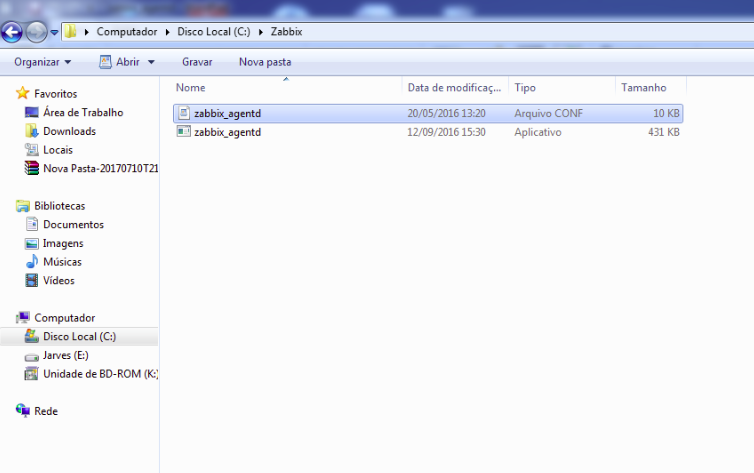 Computador ▸ Disco Local (C:) ▸ Zabbix
Organizar Abrir Gravar Nova pasta
Nome Data de modificaç... Tipo Tamanho
Favoritos
Área de Trabalho
Downloads
Locais
Nova Pasta-20170710T21
Bibliotecas
Documentos
Imagens
Músicas
Vídeos
Computador
Disco Local (C:)
Jarves (E:)
Unidade de BD-ROM (K:)
Rede
zabbix_agentd 20/05/2016 13:20 Arquivo CONF 10 KB
zabbix_agentd 12/09/2016 15:30 Aplicativo 431 KB